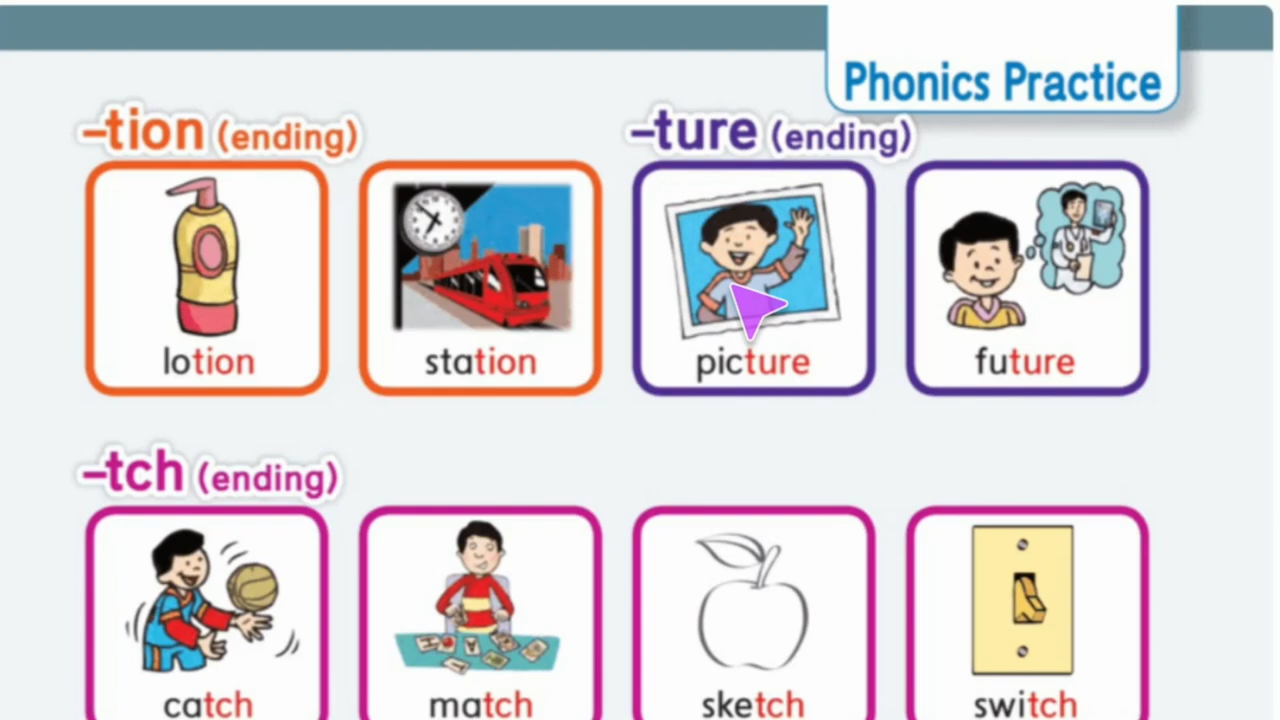 Phonics Practice
–tion (ending)
–ture (ending)
lotion
station
picture
future
–tch (ending)
catch
match
sketch
switch